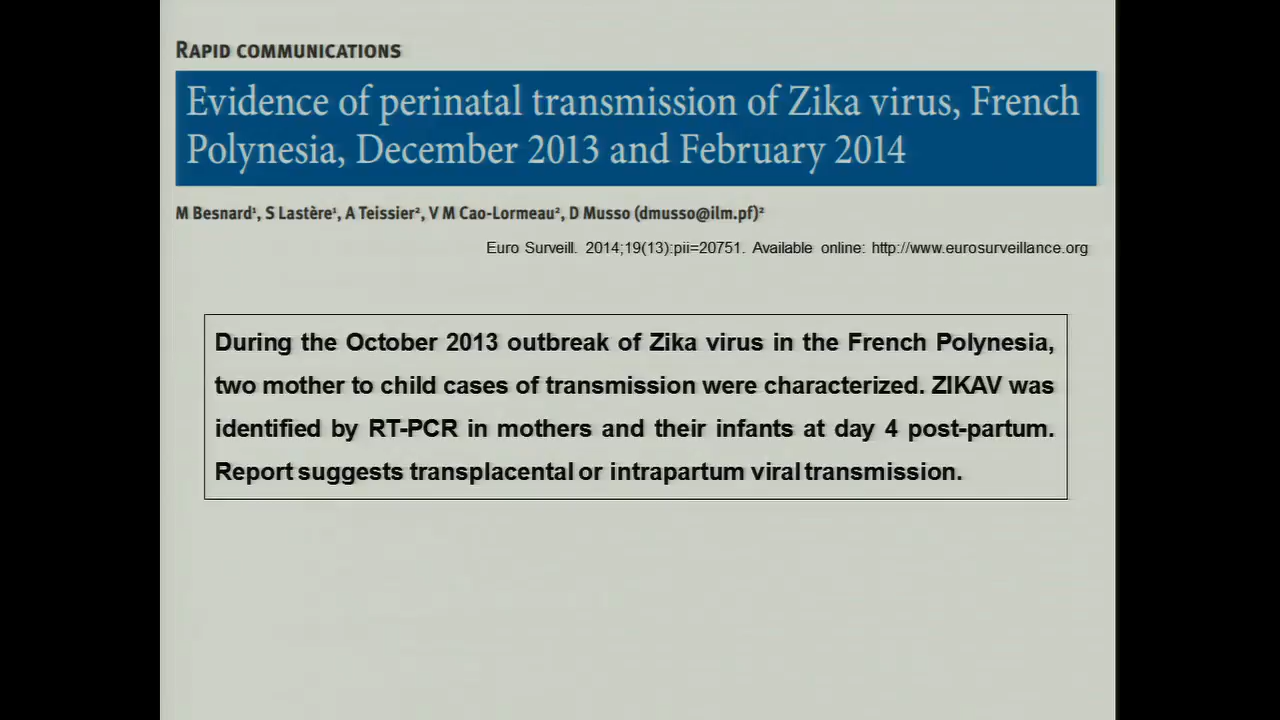 RAPID COMMUNICATIONS
Evidence of perinatal transmission of Zika virus, French
Polynesia, December 2013 and February 2014
M Besnard¹, S Lastère¹, A Teissier², V M Cao-Lormeau², D Musso (dmusso@ilm.pf)²
Euro Surveill. 2014;19(13):pii=20751. Available online: http://www.eurosurveillance.org
During the October 2013 outbreak of Zika virus in the French Polynesia,
two mother to child cases of transmission were characterized. ZIKAV was
identified by RT-PCR in mothers and their infants at day 4 post-partum.
Report suggests transplacental or intrapartum viral transmission.